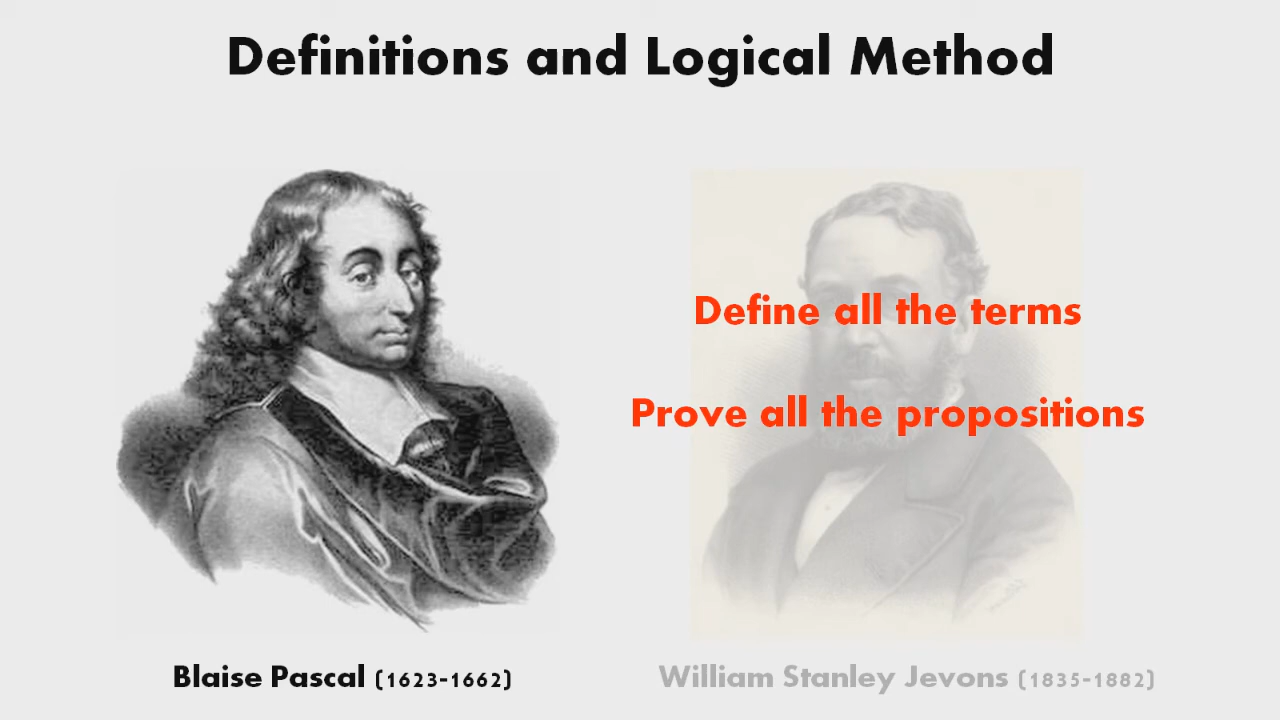 Definitions and Logical Method
Define all the terms
Prove all the propositions
Blaise Pascal (1623-1662)
William Stanley Jevons (1835-1882)